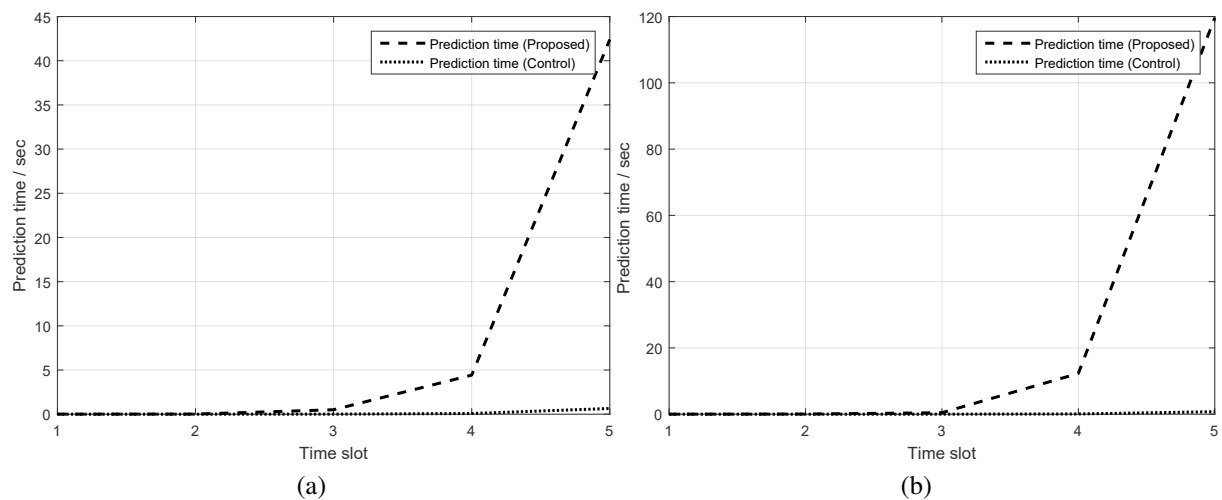 45
40
35
30
25
20
15
10
5
0
Prediction time / sec
Prediction time (Proposed)
Prediction time (Control)
1 2 3 4 5
Time slot
(a)
120
100
80
60
40
20
0
Prediction time / sec
Prediction time (Proposed)
Prediction time (Control)
1 2 3 4 5
Time slot
(b)